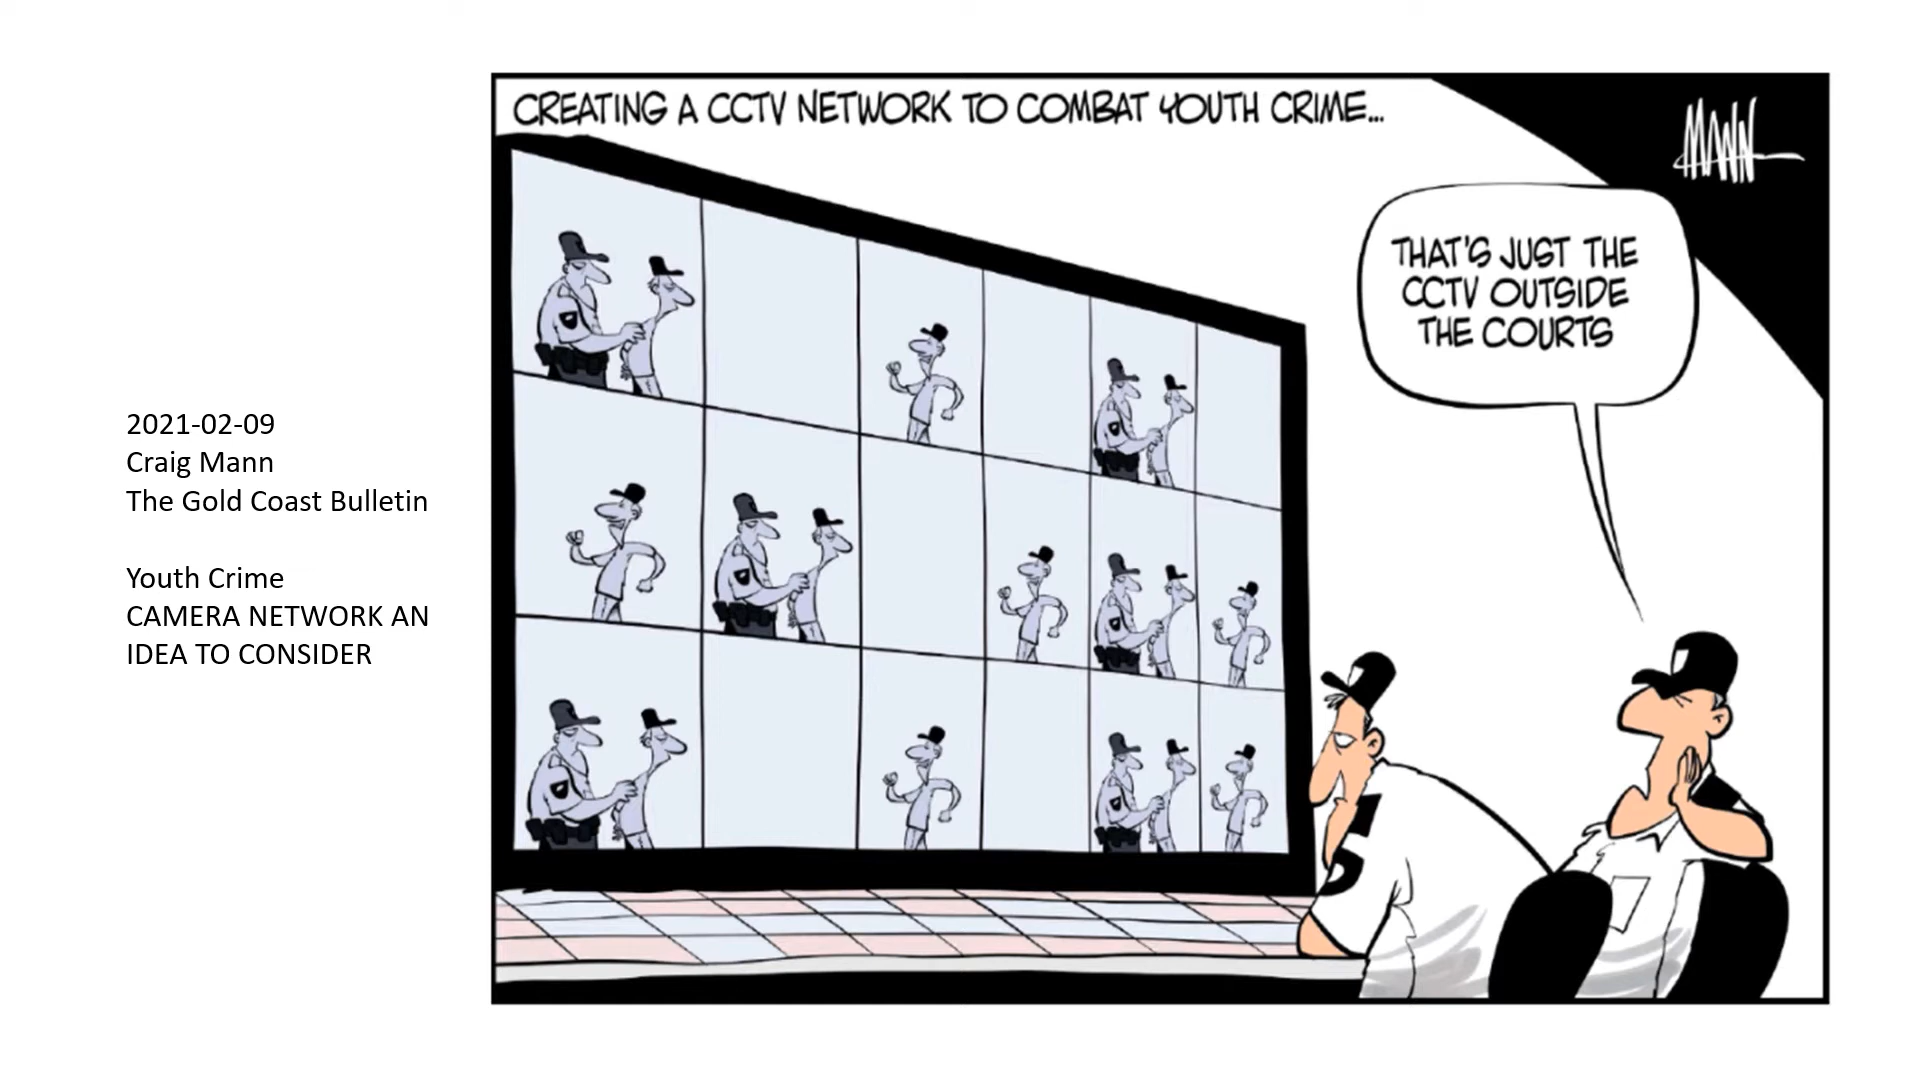 2021-02-09
Craig Mann
The Gold Coast Bulletin
Youth Crime
CAMERA NETWORK AN
IDEA TO CONSIDER
CREATING A CCTV NETWORK TO COMBAT YOUTH CRIME...
MANN
THAT'S JUST THE
CCTV OUTSIDE
THE COURTS